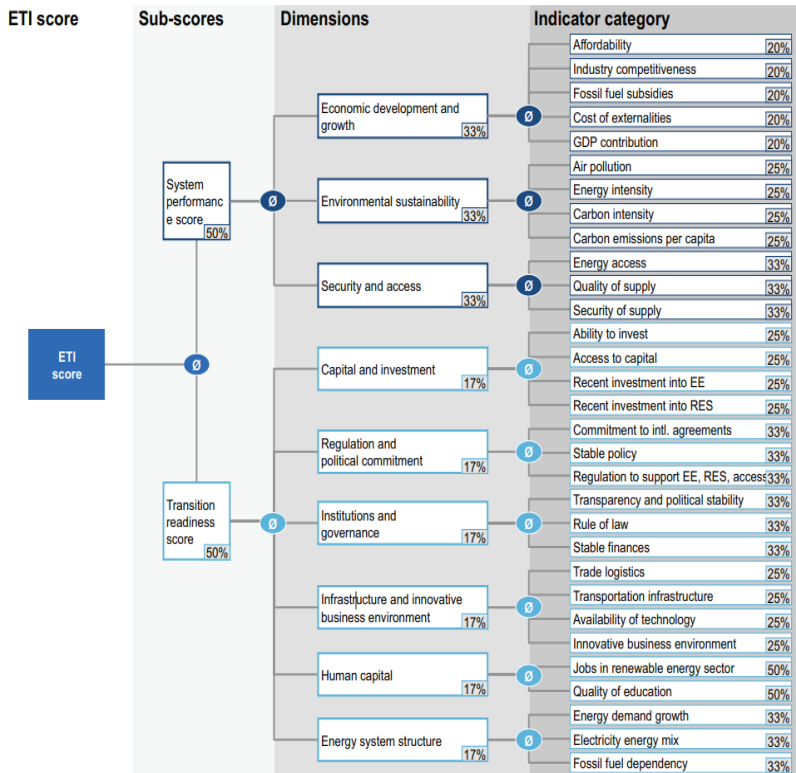 ETI score
Sub-scores
Dimensions
Indicator category
ETI
score
System
performanc
e score
50%
Transition
readiness
score
50%
Ø
Ø
Ø
Economic development and
growth
33%
Environmental sustainability
33%
Security and access
33%
Capital and investment
17%
Regulation and
political commitment
17%
Institutions and
governance
17%
Infrastructure and innovative
business environment
17%
Human capital
17%
Energy system structure
17%
Ø
Ø
Ø
Ø
Ø
Ø
Ø
Ø
Ø
Affordability 20%
Industry competitiveness 20%
Fossil fuel subsidies 20%
Cost of externalities 20%
GDP contribution 20%
Air pollution 25%
Energy intensity 25%
Carbon intensity 25%
Carbon emissions per capita 25%
Energy access 33%
Quality of supply 33%
Security of supply 33%
Ability to invest 25%
Access to capital 25%
Recent investment into EE 25%
Recent investment into RES 25%
Commitment to intl. agreements 33%
Stable policy 33%
Regulation to support EE, RES, access 33%
Transparency and political stability 33%
Rule of law 33%
Stable finances 33%
Trade logistics 25%
Transportation infrastructure 25%
Availability of technology 25%
Innovative business environment 25%
Jobs in renewable energy sector 50%
Quality of education 50%
Energy demand growth 33%
Electricity energy mix 33%
Fossil fuel dependency 33%